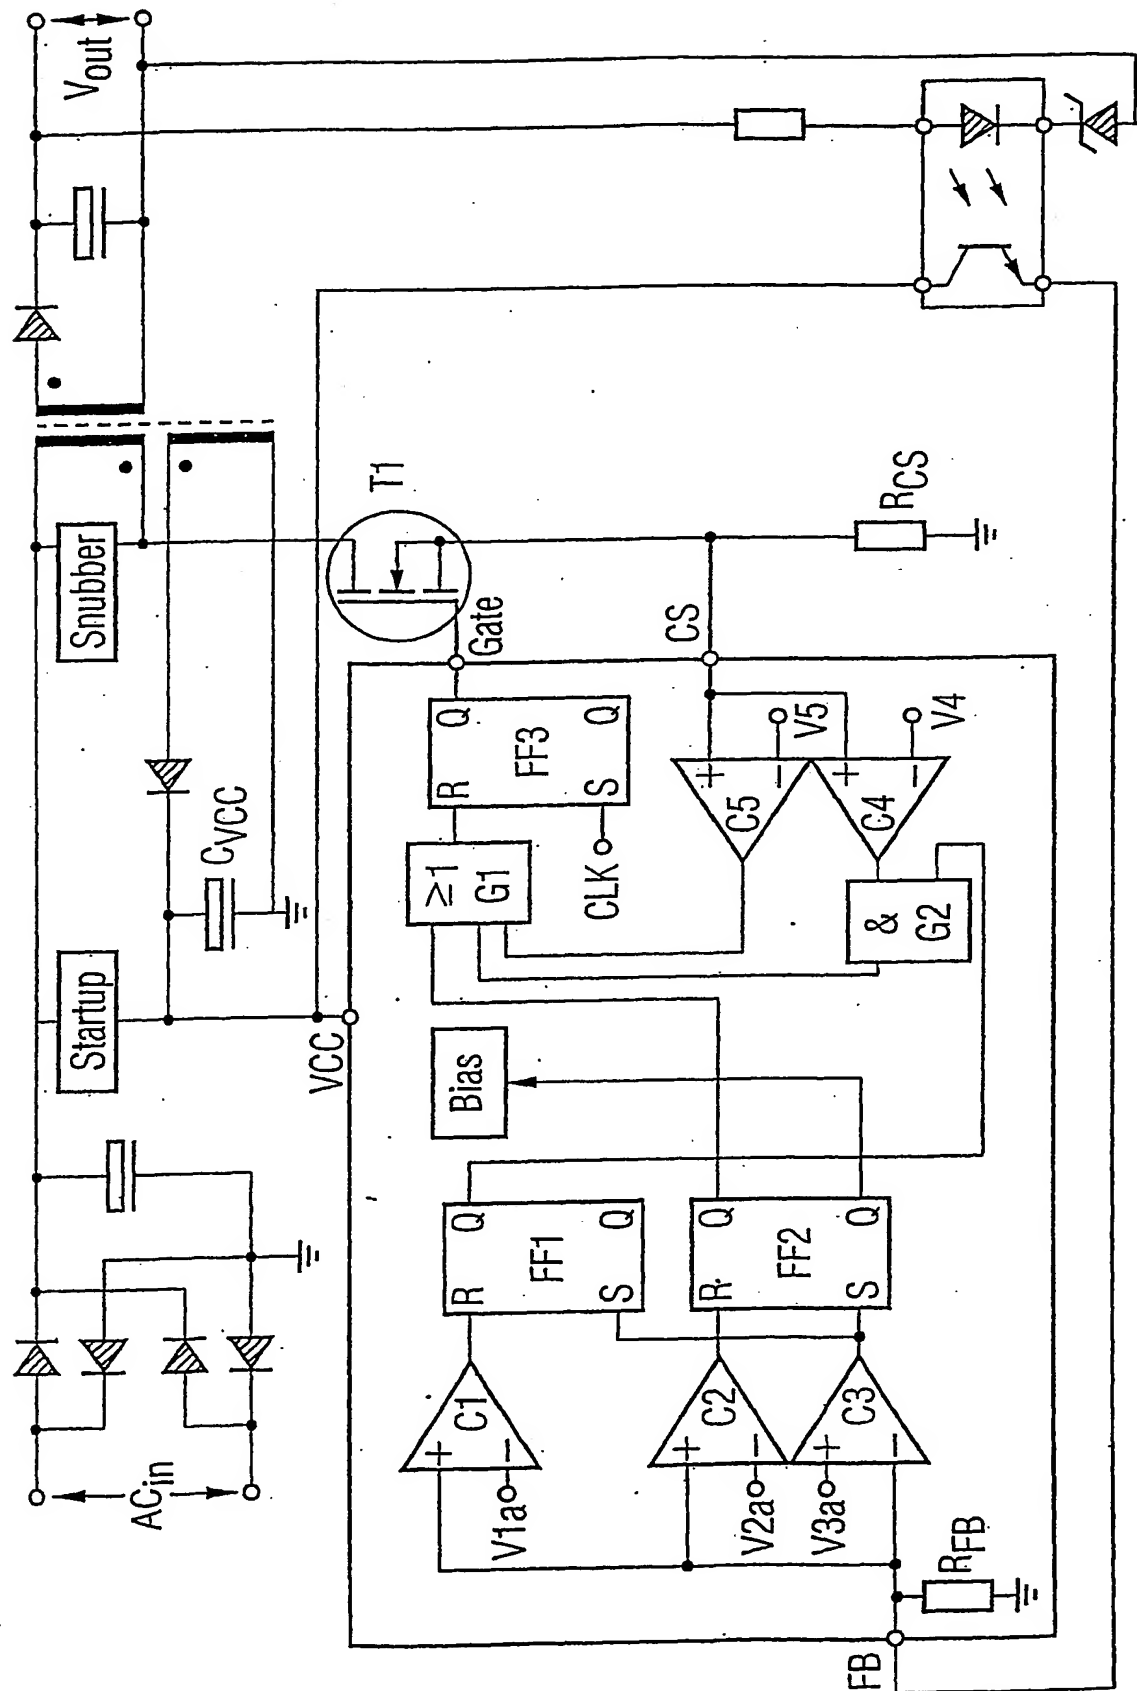 ACin
Startup
Snubber
Vout
CVCC
VCC
T1
Gate
CS
RCS
Bias
≥1
G1
R
Q
FF3
S
Q
CLK
C5
+
−
V5
C4
+
−
V4
&
G2
R
Q
FF1
S
Q
R
Q
FF2
S
Q
C1
+
−
V1a
C2
+
−
V2a
C3
+
−
V3a
RFB
FB